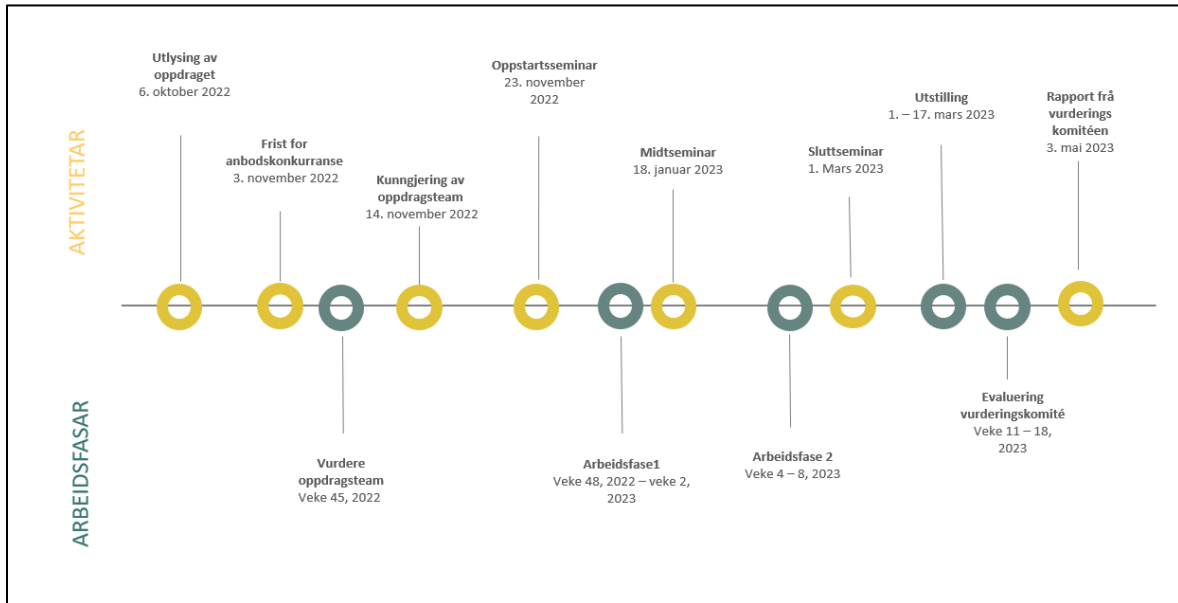 AKTIVITETAR
Utlysing av
oppdraget
6. oktober 2022
Frist for
anbodskonkurranse
3. november 2022
Kunngjering av
oppdragsteam
14. november 2022
Oppstartsseminar
23. november
2022
Midtseminar
18. januar 2023
Sluttseminar
1. Mars 2023
Utstilling
1. – 17. mars 2023
Rapport frå
vurderings
komitéen
3. mai 2023
ARBEIDSFASAR
Vurdere
oppdragsteam
Veke 45, 2022
Arbeidsfase1
Veke 48, 2022 – veke 2,
2023
Arbeidsfase 2
Veke 4 – 8, 2023
Evaluering
vurderingskomité
Veke 11 – 18,
2023